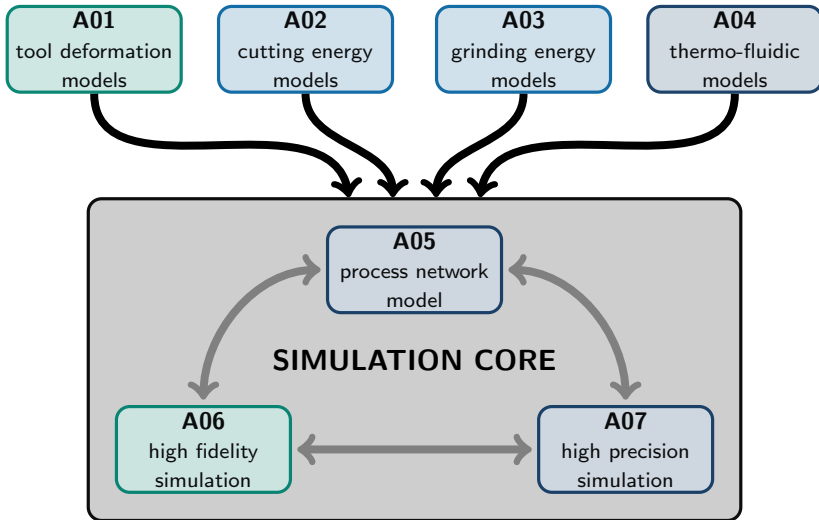 A01
tool deformation
models
A02
cutting energy
models
A03
grinding energy
models
A04
thermo-fluidic
models
A05
process network
model
SIMULATION CORE
A06
high fidelity
simulation
A07
high precision
simulation